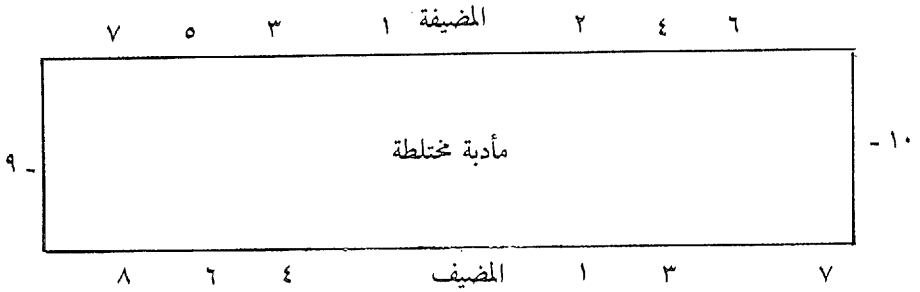 ٦ ٤ ٢ المضيفة ١ ٣ ٥ ٧
١٠ -
مأدبة مختلطة
- ٩
٧ ٣ ١ المضيف ٤ ٦ ٨